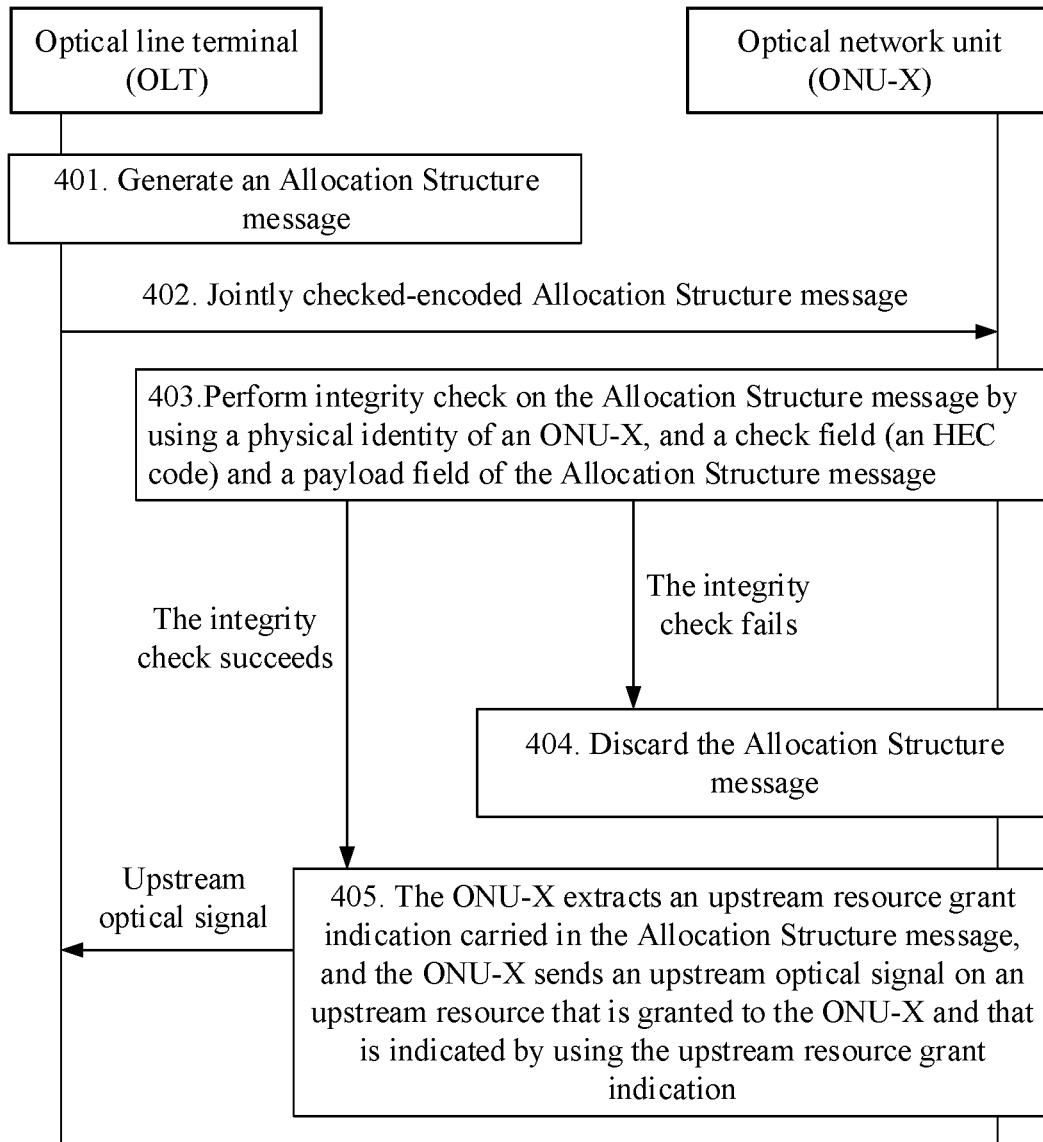 Optical line terminal
(OLT)
Optical network unit
(ONU-X)
401. Generate an Allocation Structure
message
402. Jointly checked-encoded Allocation Structure message
403.Perform integrity check on the Allocation Structure message by
using a physical identity of an ONU-X, and a check field (an HEC
code) and a payload field of the Allocation Structure message
The integrity
check succeeds
The integrity
check fails
404. Discard the Allocation Structure
message
Upstream
optical signal
405. The ONU-X extracts an upstream resource grant
indication carried in the Allocation Structure message,
and the ONU-X sends an upstream optical signal on an
upstream resource that is granted to the ONU-X and that
is indicated by using the upstream resource grant
indication